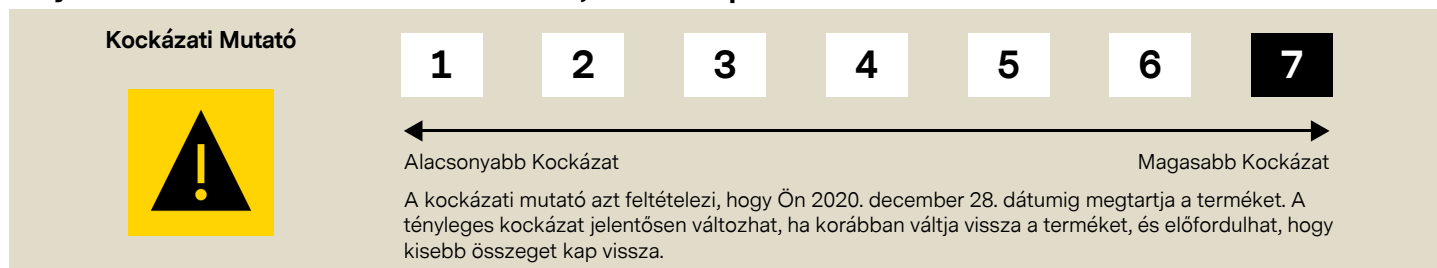 Kockázati Mutató
1 2 3 4 5 6 7
Alacsonyabb Kockázat Magasabb Kockázat
A kockázati mutató azt feltételezi, hogy Ön 2020. december 28. dátumig megtartja a terméket. A
tényleges kockázat jelentősen változhat, ha korábban váltja vissza a terméket, és előfordulhat, hogy
kisebb összeget kap vissza.